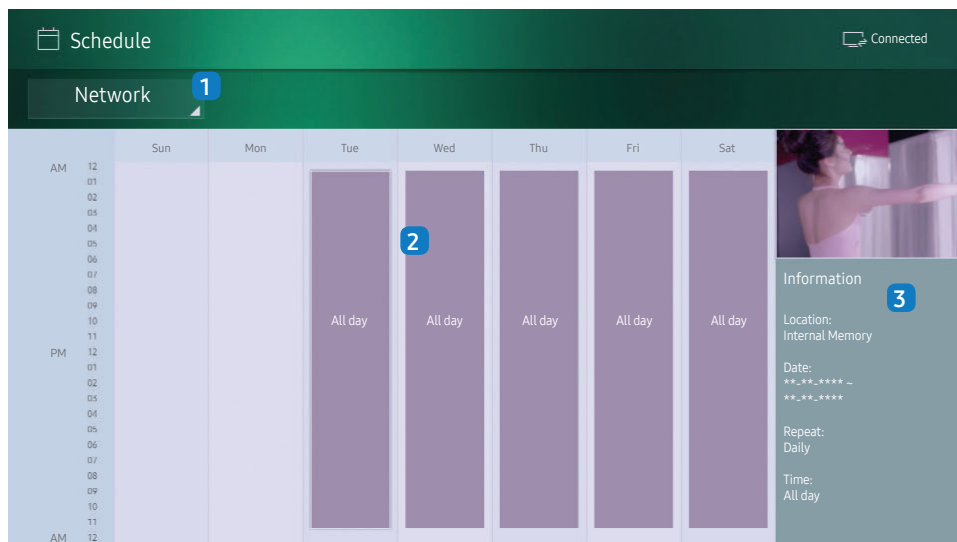 Schedule
Connected
Network
1
Sun Mon Tue Wed Thu Fri Sat
AM 12
01
02
03
04
05
2
06
07
08
09
10 All day All day All day All day All day
11
PM 12
01
02
03
04
05
06
07
08
09
10
11
AM 12
Information
3
Location:
Internal Memory
Date:
**-**-**** ~
**-**-****
Repeat:
Daily
Time:
All day